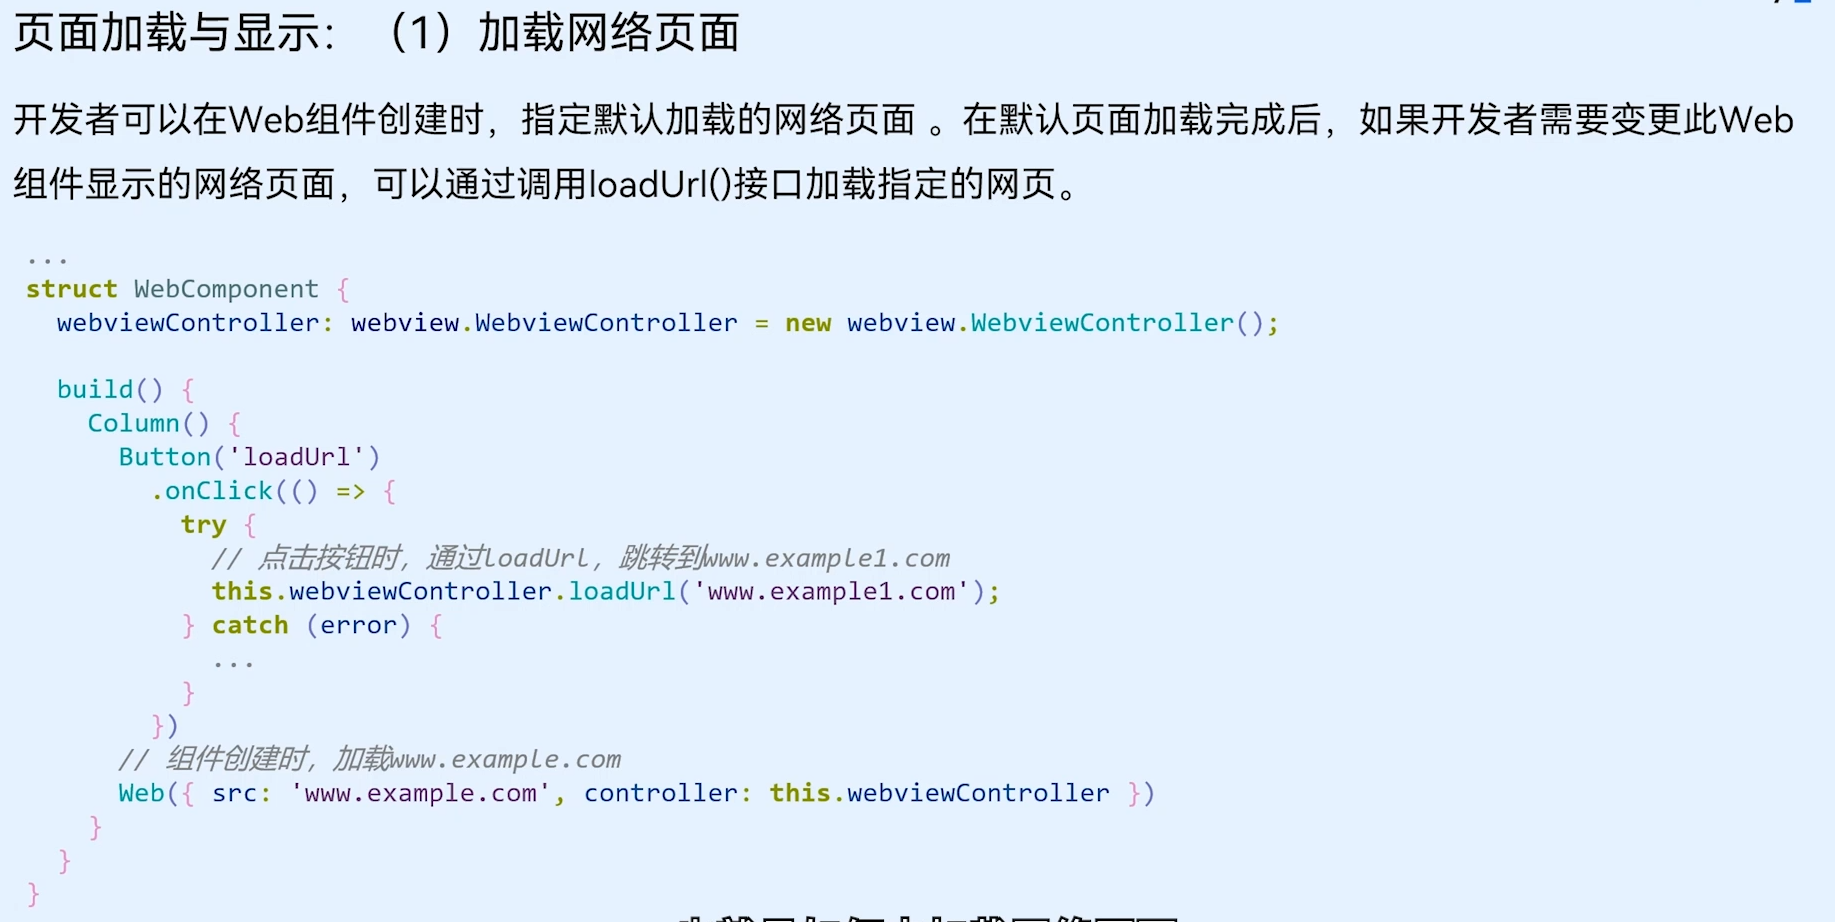 页面加载与显示：（1）加载网络页面
开发者可以在Web组件创建时，指定默认加载的网络页面 。在默认页面加载完成后，如果开发者需要变更此Web
组件显示的网络页面，可以通过调用loadUrl()接口加载指定的网页。
...
struct WebComponent {
  webviewController: webview.WebviewController = new webview.WebviewController();
  build() {
    Column() {
      Button('loadUrl')
        .onClick(() => {
          try {
            // 点击按钮时，通过loadUrl，跳转到www.example1.com
            this.webviewController.loadUrl('www.example1.com');
          } catch (error) {
            ...
          }
        })
      // 组件创建时，加载www.example.com
      Web({ src: 'www.example.com', controller: this.webviewController })
    }
  }
}